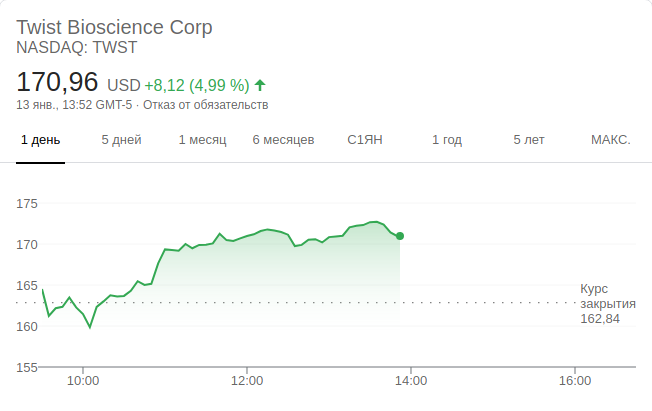 Twist Bioscience Corp
NASDAQ: TWST
170,96 USD +8,12 (4,99 %)
13 янв., 13:52 GMT-5 · Отказ от обязательств
1 день 5 дней 1 месяц 6 месяцев С1ЯН 1 год 5 лет МАКС.
175
170
165
160
155
Курс
закрытия
162,84
10:00 12:00 14:00 16:00